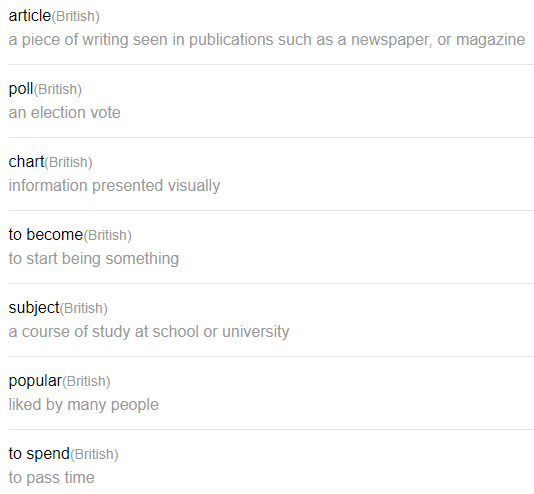 article(British)
a piece of writing seen in publications such as a newspaper, or magazine
poll(British)
an election vote
chart(British)
information presented visually
to become(British)
to start being something
subject(British)
a course of study at school or university
popular(British)
liked by many people
to spend(British)
to pass time